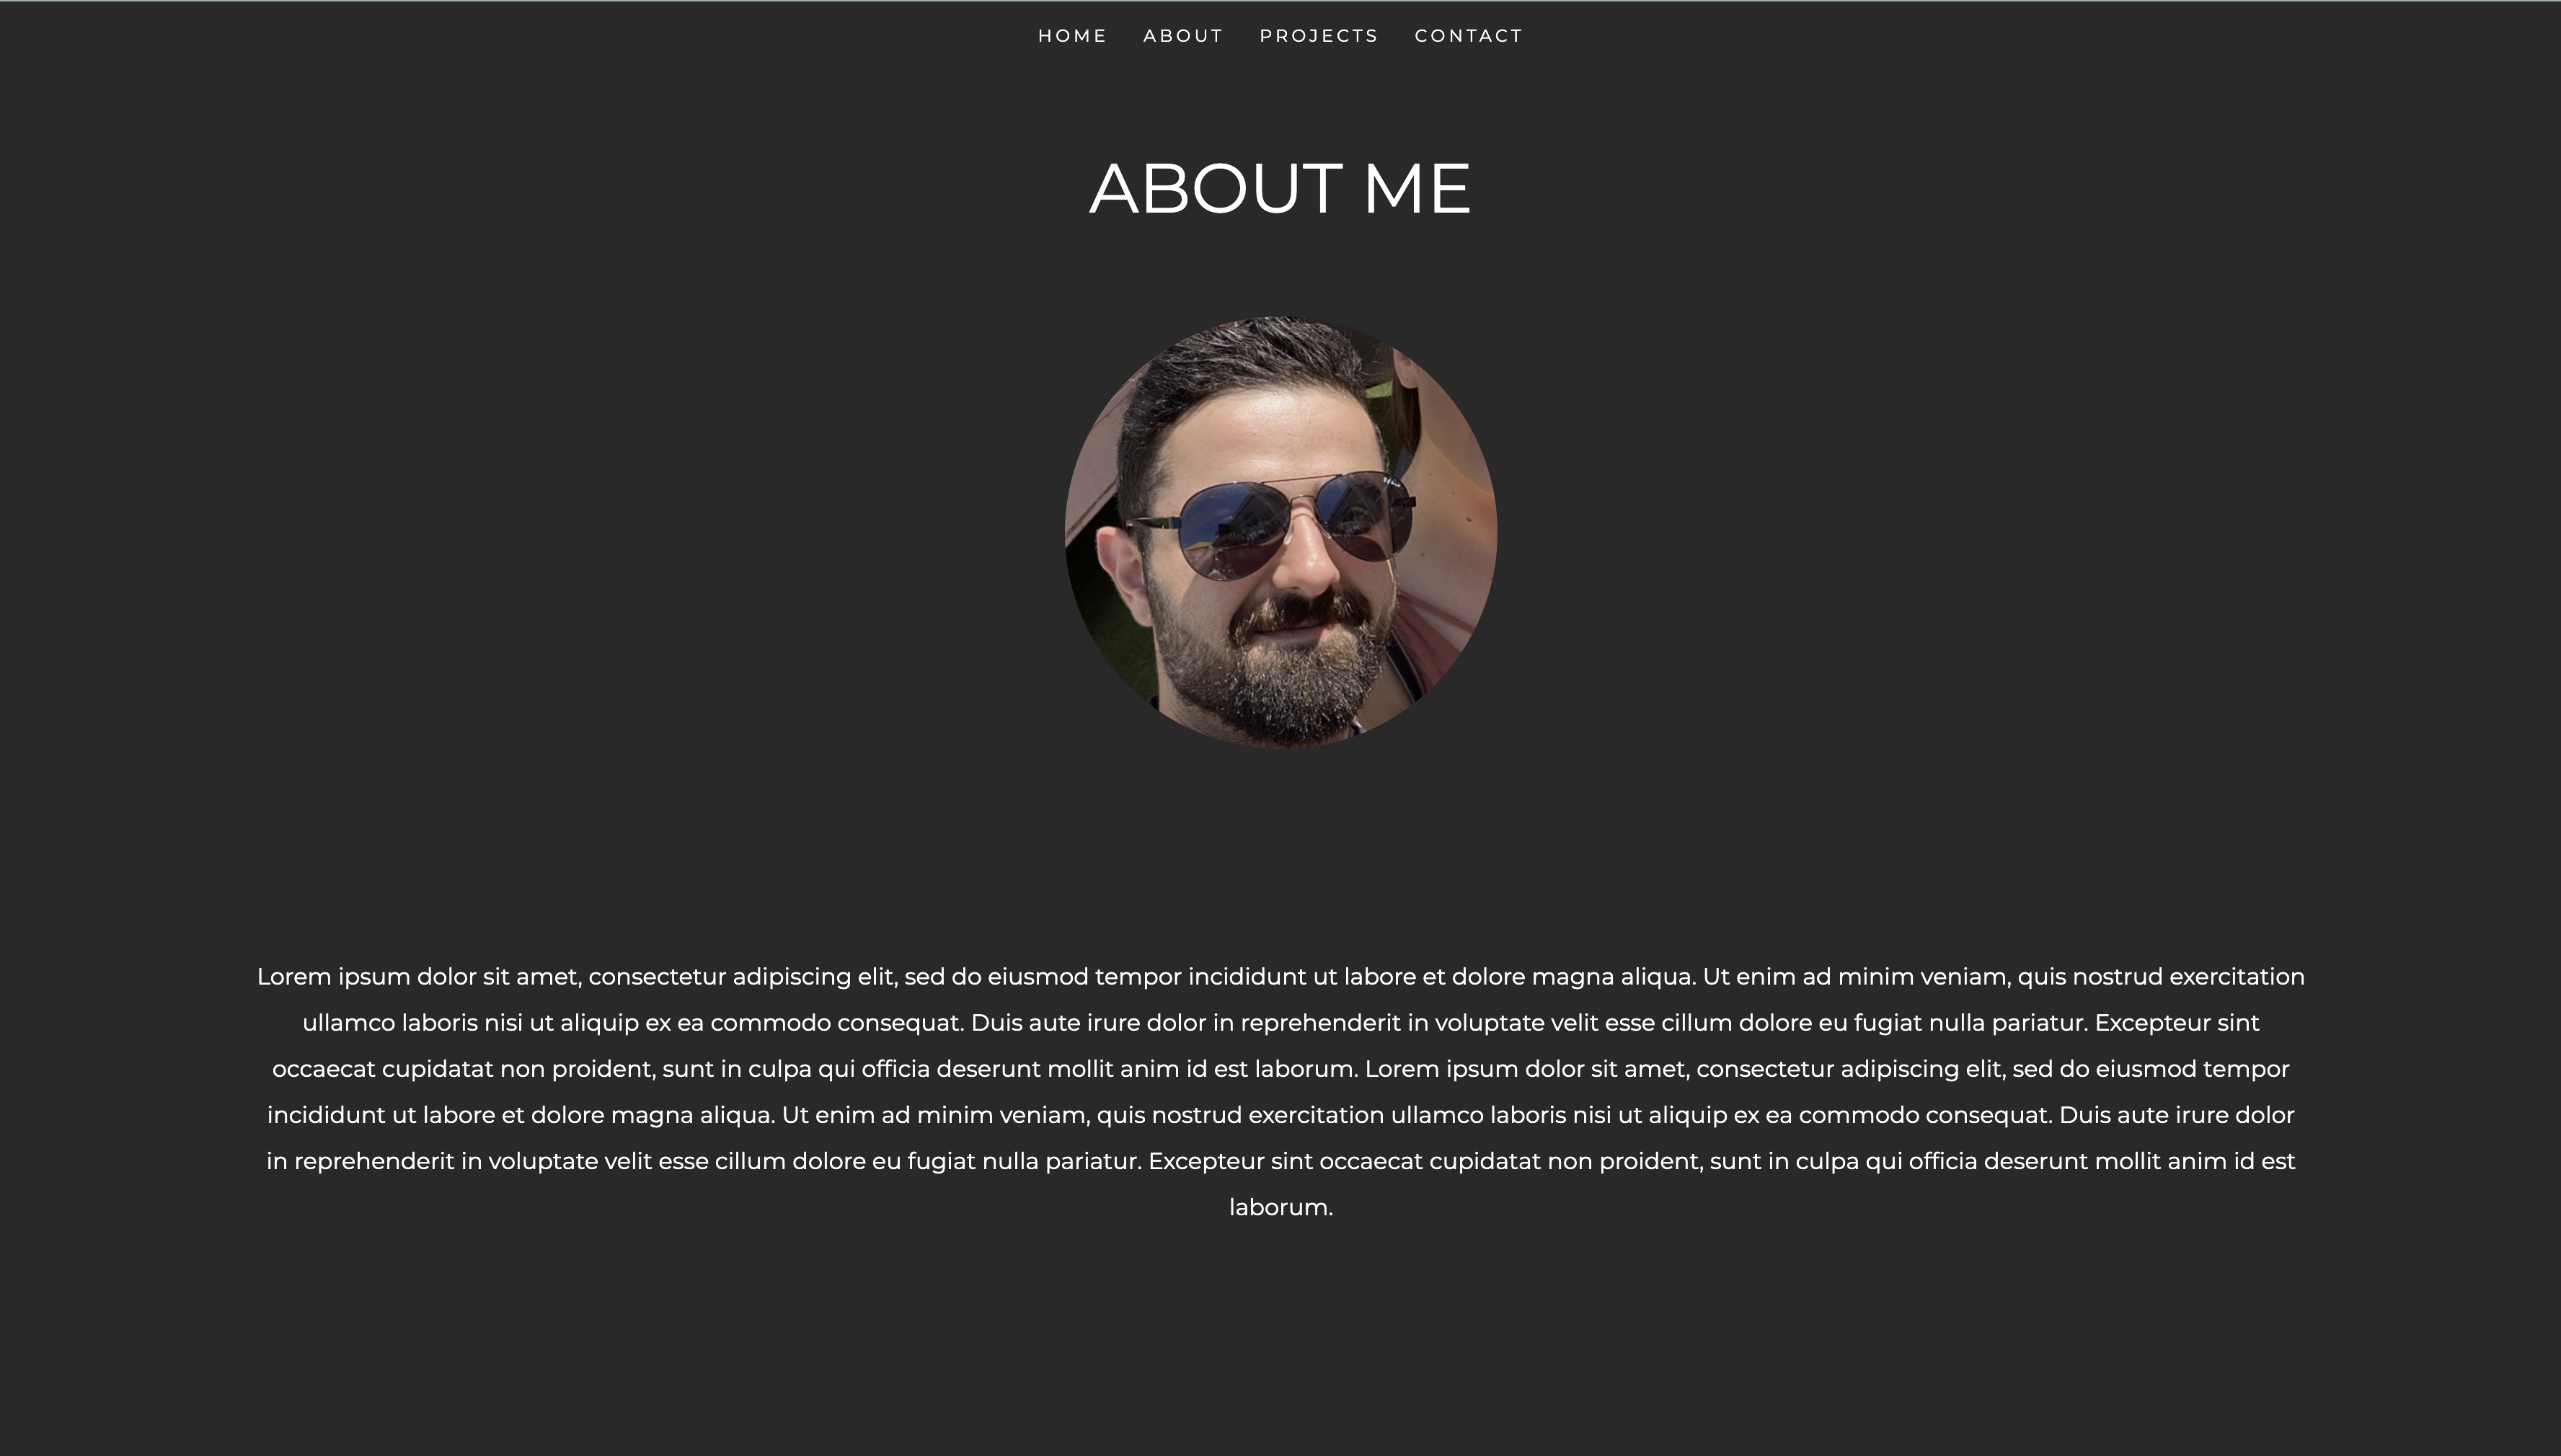 HOME ABOUT PROJECTS CONTACT
ABOUT ME
Lorem ipsum dolor sit amet, consectetur adipiscing elit, sed do eiusmod tempor incididunt ut labore et dolore magna aliqua. Ut enim ad minim veniam, quis nostrud exercitation
ullamco laboris nisi ut aliquip ex ea commodo consequat. Duis aute irure dolor in reprehenderit in voluptate velit esse cillum dolore eu fugiat nulla pariatur. Excepteur sint
occaecat cupidatat non proident, sunt in culpa qui officia deserunt mollit anim id est laborum. Lorem ipsum dolor sit amet, consectetur adipiscing elit, sed do eiusmod tempor
incididunt ut labore et dolore magna aliqua. Ut enim ad minim veniam, quis nostrud exercitation ullamco laboris nisi ut aliquip ex ea commodo consequat. Duis aute irure dolor
in reprehenderit in voluptate velit esse cillum dolore eu fugiat nulla pariatur. Excepteur sint occaecat cupidatat non proident, sunt in culpa qui officia deserunt mollit anim id est
laborum.